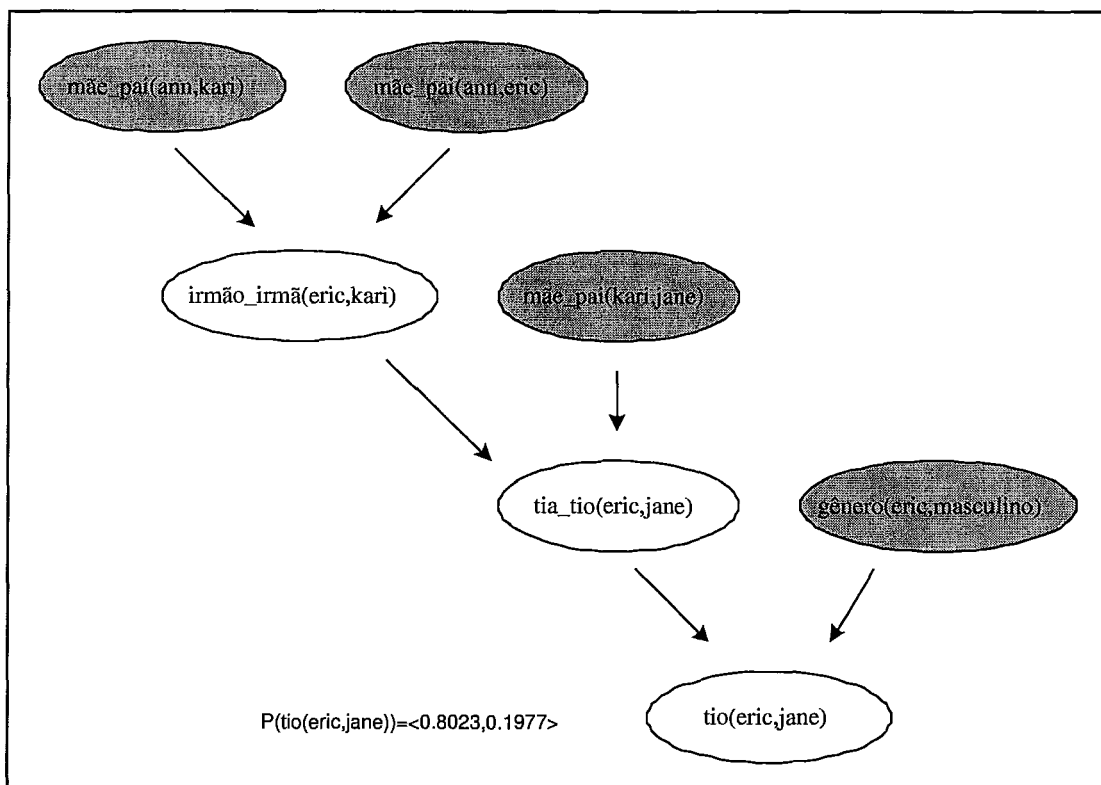 mãe_pai(ann,kari)
mãe_pai(ann,eric)
irmão_irmã(eric,kari)
mãe_pai(kari,jane)
tia_tio(eric,jane)
gênero(eric,masculino)
P(tio(eric,jane))=<0.8023,0.1977>
tio(eric,jane)